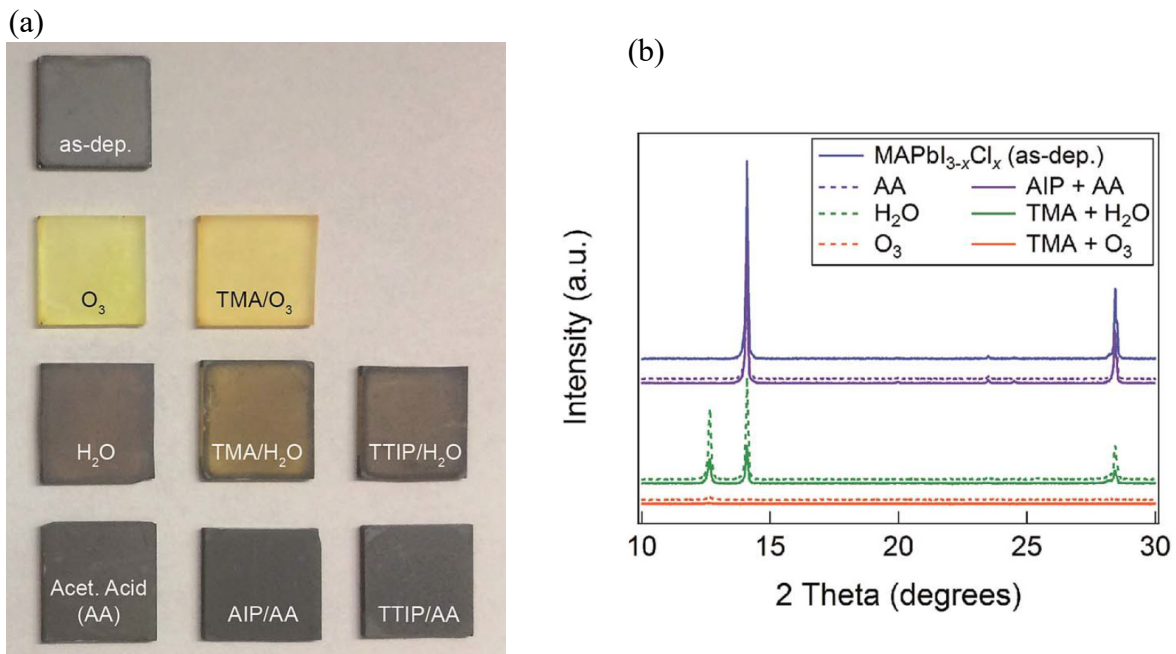 (a)
as-dep.
O₃
TMA/O₃
H₂O
TMA/H₂O
TTIP/H₂O
Acet. Acid
(AA)
AIP/AA
TTIP/AA
(b)
MAPbI₃₋ₓClₓ (as-dep.)
AA
AIP + AA
H₂O
TMA + H₂O
O₃
TMA + O₃
Intensity (a.u.)
10
15
20
25
30
2 Theta (degrees)